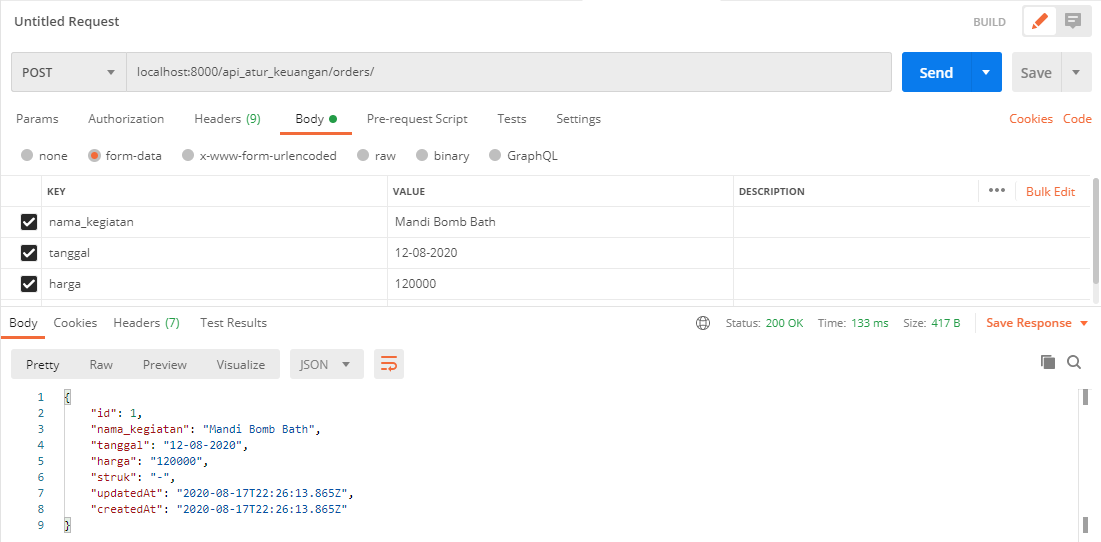 Untitled Request BUILD
POST localhost:8000/api_atur_keuangan/orders/ Send Save
Params Authorization Headers (9) Body Pre-request Script Tests Settings Cookies Code
none form-data x-www-form-urlencoded raw binary GraphQL
KEY VALUE DESCRIPTION ••• Bulk Edit
nama_kegiatan Mandi Bomb Bath
tanggal 12-08-2020
harga 120000
Body Cookies Headers (7) Test Results Status: 200 OK Time: 133 ms Size: 417 B Save Response
Pretty Raw Preview Visualize JSON
1 {
2 "id": 1,
3 "nama_kegiatan": "Mandi Bomb Bath",
4 "tanggal": "12-08-2020",
5 "harga": "120000",
6 "struk": "-",
7 "updatedAt": "2020-08-17T22:26:13.865Z",
8 "createdAt": "2020-08-17T22:26:13.865Z"
9 }